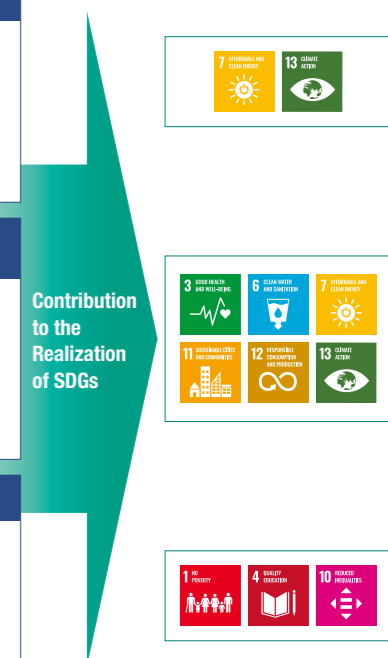 7 AFFORDABLE AND
CLEAN ENERGY
13 CLIMATE
ACTION
Contribution
to the
Realization
of SDGs
3 GOOD HEALTH
AND WELL-BEING
6 CLEAN WATER
AND SANITATION
7 AFFORDABLE AND
CLEAN ENERGY
11 SUSTAINABLE CITIES
AND COMMUNITIES
12 RESPONSIBLE
CONSUMPTION
AND PRODUCTION
13 CLIMATE
ACTION
1 NO
POVERTY
4 QUALITY
EDUCATION
10 REDUCED
INEQUALITIES